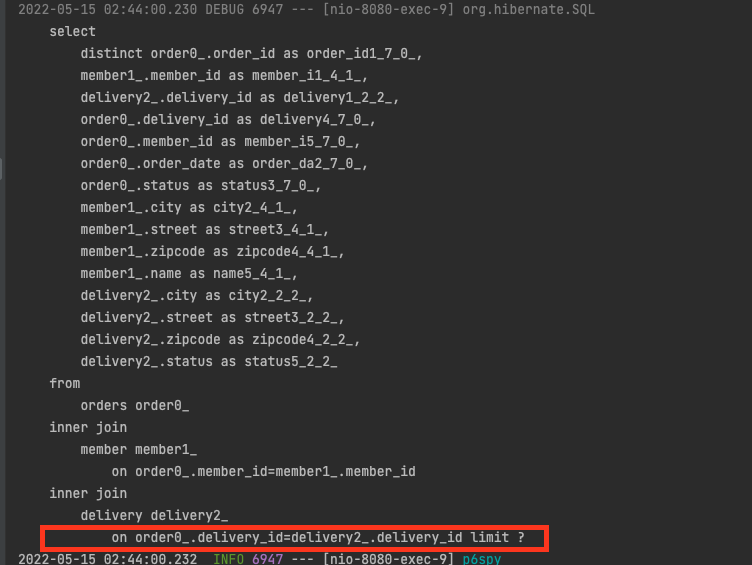 2022-05-15 02:44:00.230 DEBUG 6947 --- [nio-8080-exec-9] org.hibernate.SQL
select
distinct order0_.order_id as order_id1_7_0_,
member1_.member_id as member_i1_4_1_,
delivery2_.delivery_id as delivery1_2_2_,
order0_.delivery_id as delivery4_7_0_,
order0_.member_id as member_i5_7_0_,
order0_.order_date as order_da2_7_0_,
order0_.status as status3_7_0_,
member1_.city as city2_4_1_,
member1_.street as street3_4_1_,
member1_.zipcode as zipcode4_4_1_,
member1_.name as name5_4_1_,
delivery2_.city as city2_2_2_,
delivery2_.street as street3_2_2_,
delivery2_.zipcode as zipcode4_2_2_,
delivery2_.status as status5_2_2_
from
orders order0_
inner join
member member1_
on order0_.member_id=member1_.member_id
inner join
delivery delivery2_
on order0_.delivery_id=delivery2_.delivery_id limit ?
2022-05-15 02:44:00.232 INFO 6947 --- [nio-8080-exec-9] p6spy